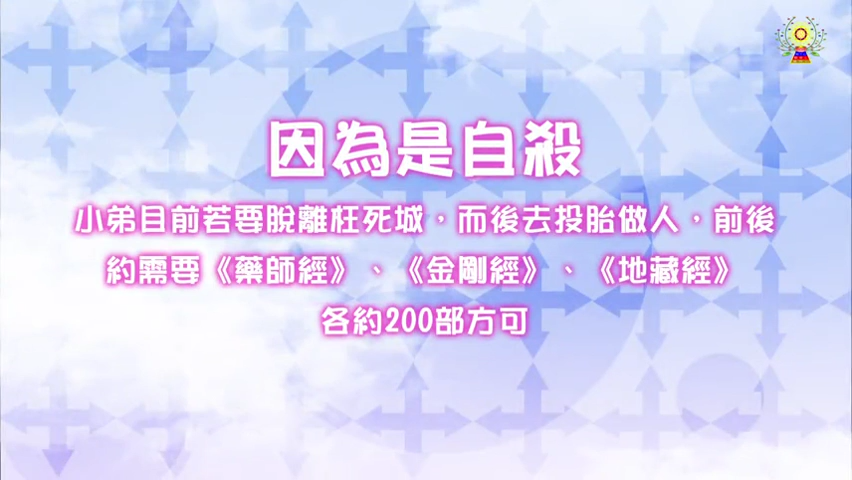 因為是自殺
小弟目前若要脫離枉死城，而後去投胎做人，前後
約需要《藥師經》、《金剛經》、《地藏經》
各約200部方可